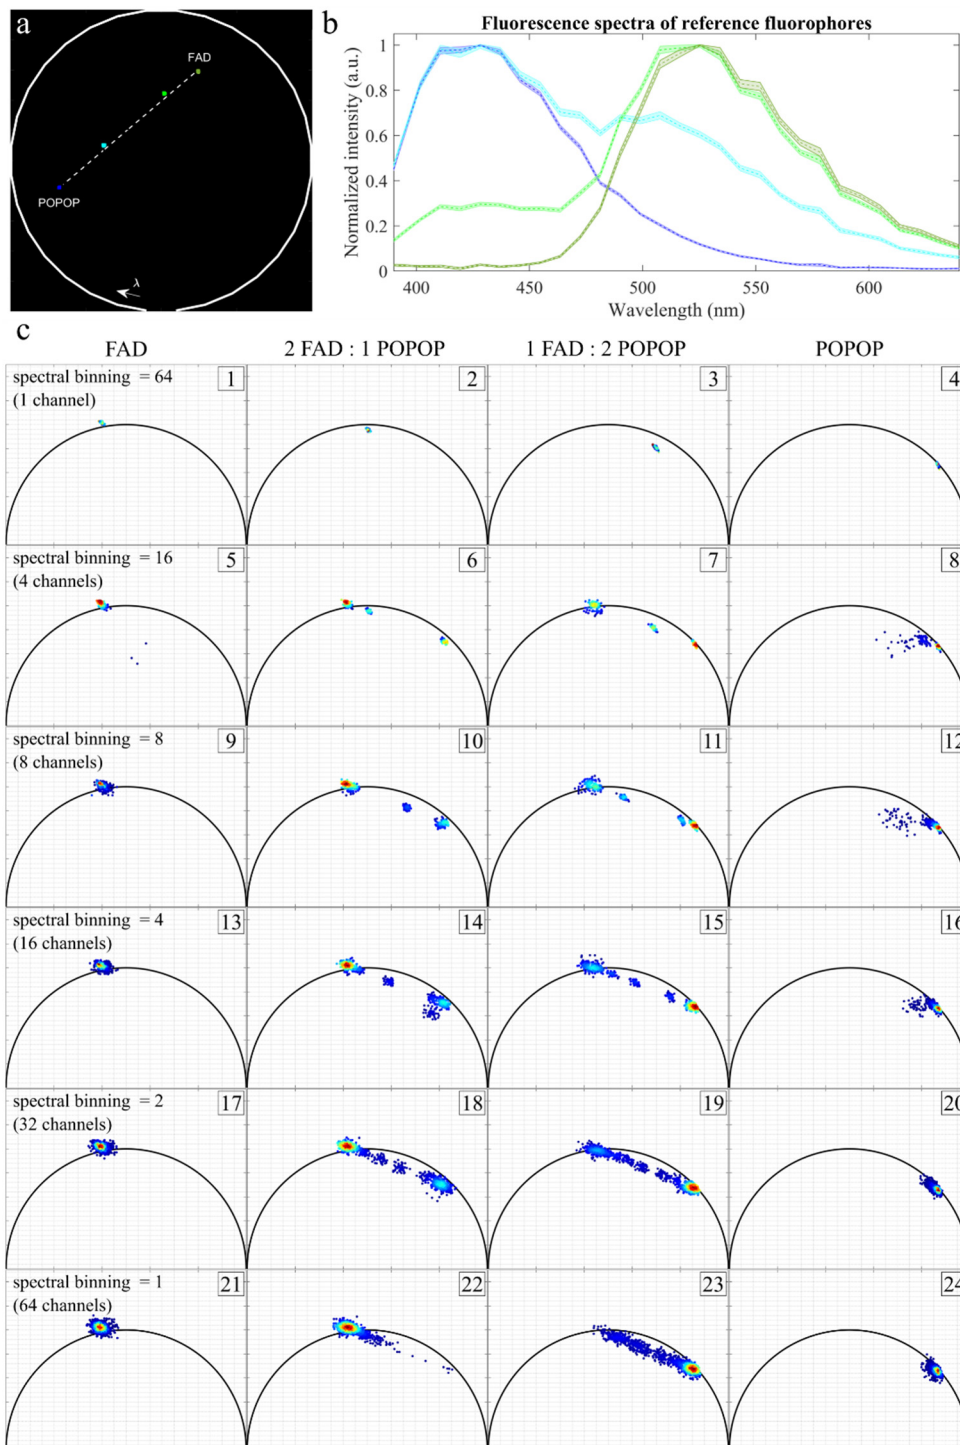 a
FAD
POPOP
λ
b
Fluorescence spectra of reference fluorophores
Normalized intensity (a.u.)
1
0.8
0.6
0.4
0.2
0
400
450
500
550
600
Wavelength (nm)
c
FAD
2 FAD : 1 POPOP
1 FAD : 2 POPOP
POPOP
spectral binning = 64
(1 channel)
1
2
3
4
spectral binning = 16
(4 channels)
5
6
7
8
spectral binning = 8
(8 channels)
9
10
11
12
spectral binning = 4
(16 channels)
13
14
15
16
spectral binning = 2
(32 channels)
17
18
19
20
spectral binning = 1
(64 channels)
21
22
23
24